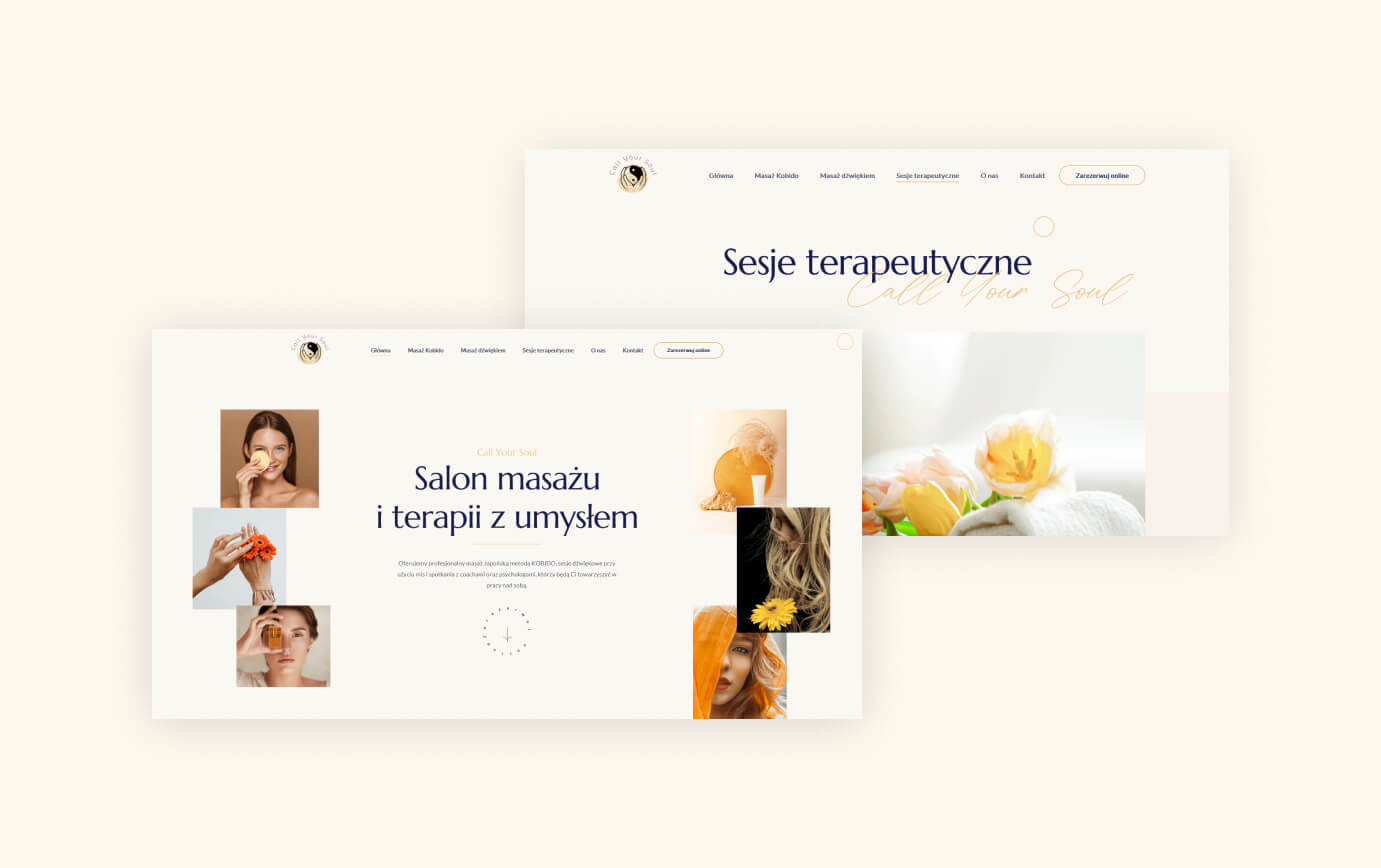 Call Your Soul
Główna Masaż Kobido Masaż dźwiękiem Sesje terapeutyczne O nas Kontakt Zarezerwuj online
Sesje terapeutyczne
Call Your Soul
Call Your Soul
Główna Masaż Kobido Masaż dźwiękiem Sesje terapeutyczne O nas Kontakt Zarezerwuj online
Call Your Soul
Salon masażu
i terapii z umysłem
Oferujemy profesjonalny masaż Japońską metodą KOBIDO, sesje dźwiękowe przy
użyciu mis i spotkania z coachami oraz psychologami, którzy będą Ci towarzyszyć w
pracy nad sobą.